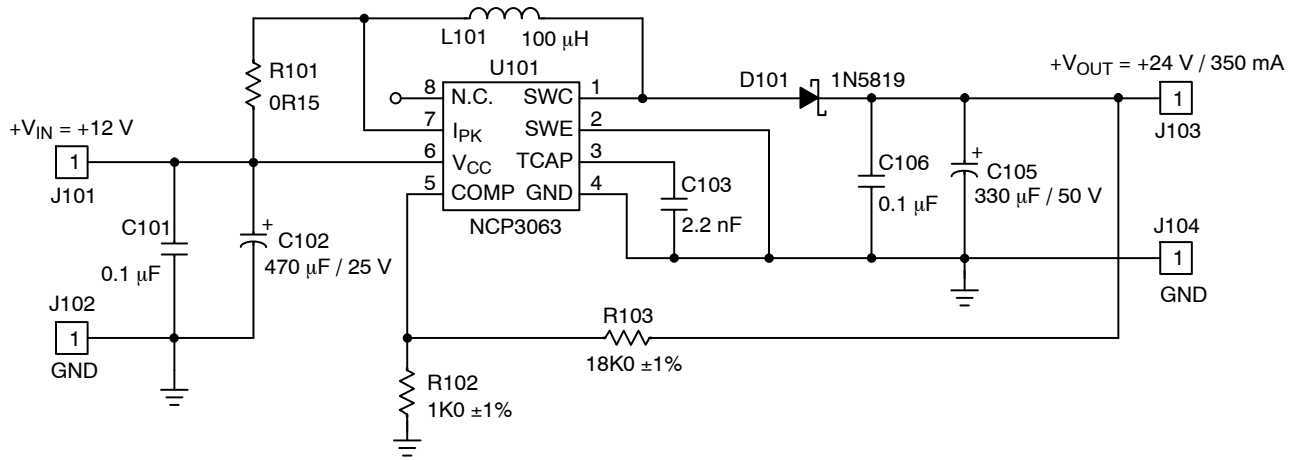 L101
100 µH
R101
0R15
U101
D101
1N5819
+VOUT = +24 V / 350 mA
8
N.C.
SWC
1
1
J103
7
IPK
SWE
2
+VIN = +12 V
1
J101
6
VCC
TCAP
3
5
COMP
GND
4
NCP3063
C103
2.2 nF
C106
0.1 µF
+
C105
330 µF / 50 V
C101
0.1 µF
+
C102
470 µF / 25 V
J104
1
GND
J102
1
GND
R103
18K0 ±1%
R102
1K0 ±1%